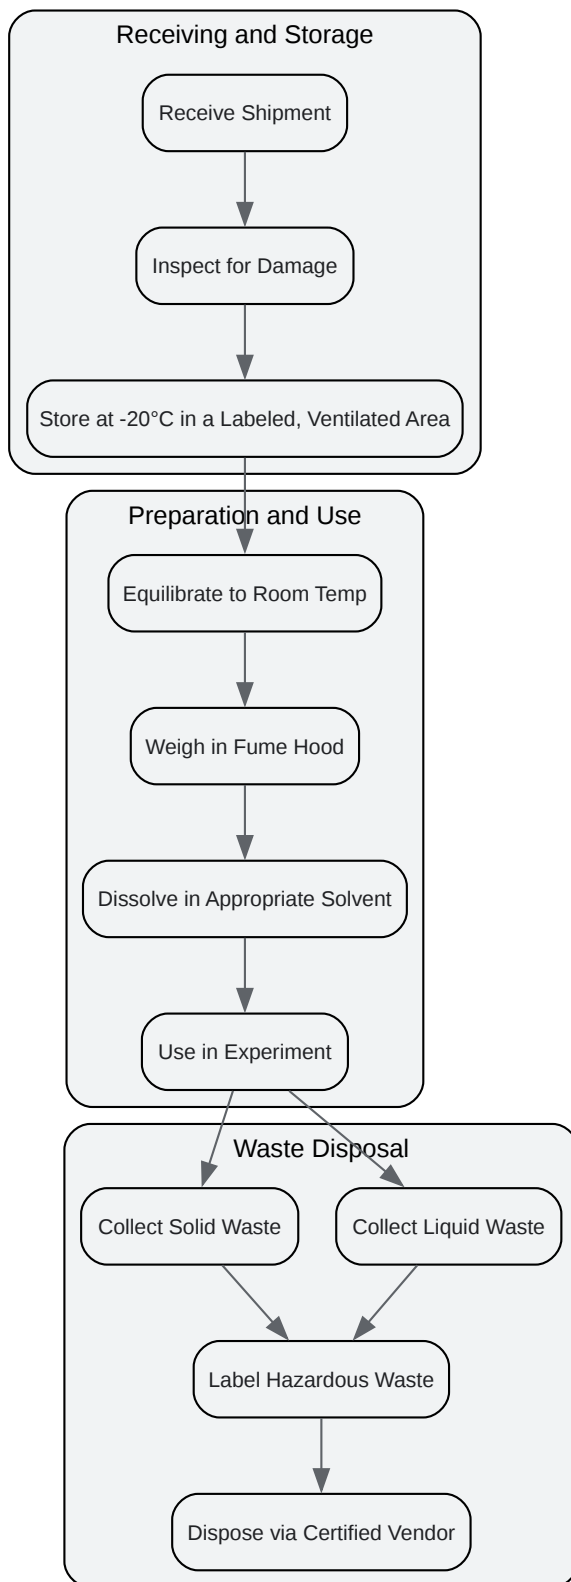 Receiving and Storage
Receive Shipment
Inspect for Damage
Store at -20°C in a Labeled, Ventilated Area
Preparation and Use
Equilibrate to Room Temp
Weigh in Fume Hood
Dissolve in Appropriate Solvent
Use in Experiment
Waste Disposal
Collect Solid Waste
Collect Liquid Waste
Label Hazardous Waste
Dispose via Certified Vendor